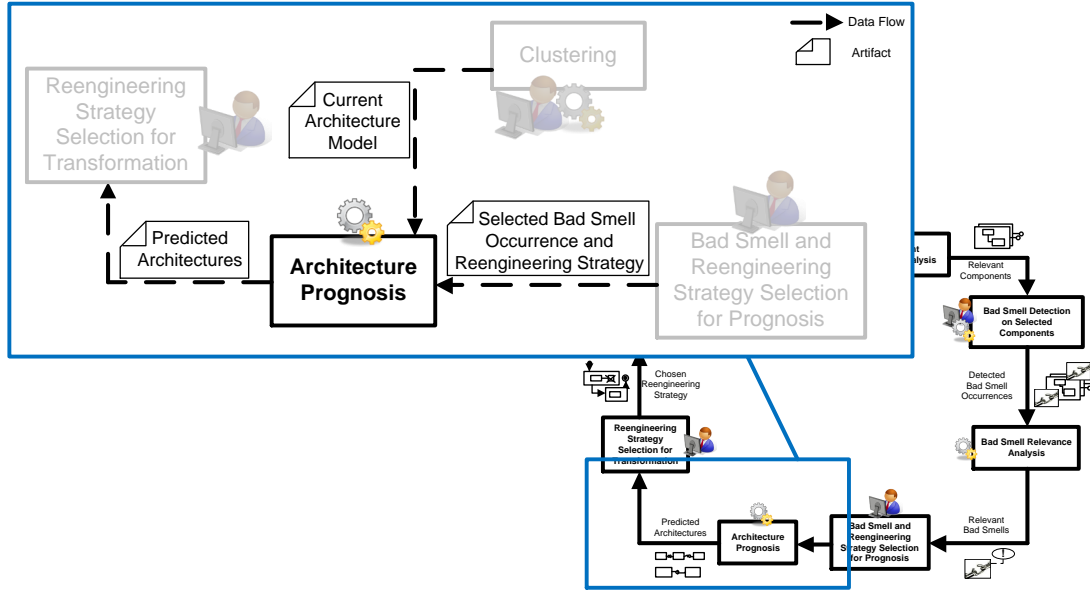 Data Flow
Artifact
Clustering
Reengineering
Strategy
Selection for
Transformation
Current
Architecture
Model
Predicted
Architectures
Architecture
Prognosis
Selected Bad Smell
Occurrence and
Reengineering Strategy
Bad Smell and
Reengineering
Strategy Selection
for Prognosis
Relevant
Components
Bad Smell Detection
on Selected
Components
Detected
Bad Smell
Occurrences
Bad Smell Relevance
Analysis
Relevant
Bad Smells
Bad Smell and
Reengineering
Strategy Selection
for Prognosis
Architecture
Prognosis
Predicted
Architectures
Reengineering
Strategy
Selection for
Transformation
Chosen
Reengineering
Strategy